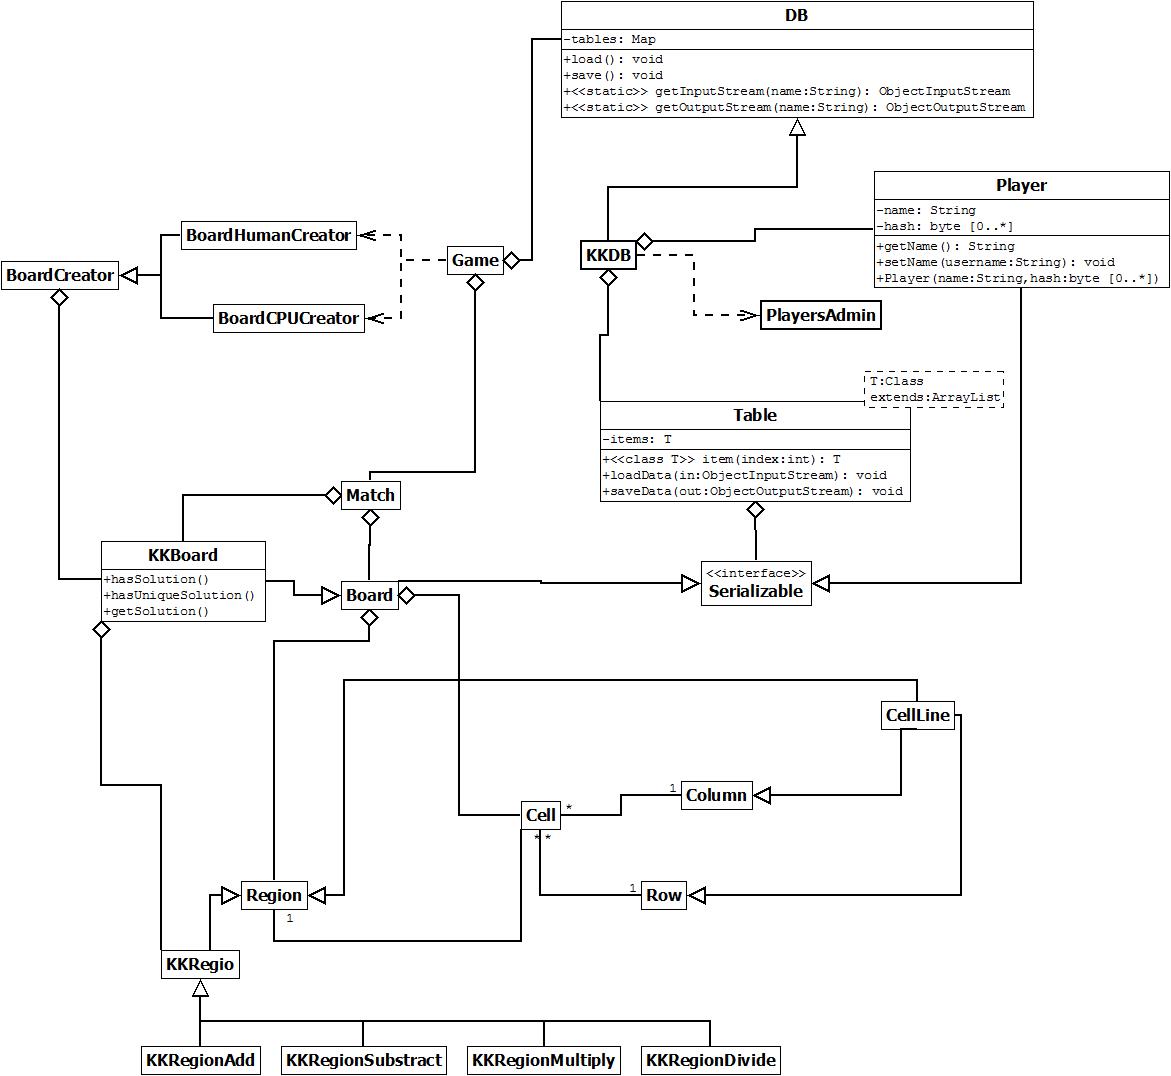 DB
-tables: Map
+load(): void
+save(): void
+<<static>> getInputStream(name:String): ObjectInputStream
+<<static>> getOutputStream(name:String): ObjectOutputStream
Player
-name: String
-hash: byte [0..*]
+getName(): String
+setName(username:String): void
+Player(name:String,hash:byte [0..*])
BoardHumanCreator
Game
KKDB
BoardCreator
BoardCPUCreator
PlayersAdmin
T:Class
extends:ArrayList
Table
-items: T
+<<class T>> item(index:int): T
+loadData(in:ObjectInputStream): void
+saveData(out:ObjectOutputStream): void
Match
KKBoard
+hasSolution()
+hasUniqueSolution()
+getSolution()
Board
<<interface>>
Serializable
CellLine
1
Column
*
Cell
* *
1
Row
Region
1
KKRegio
KKRegionAdd
KKRegionSubstract
KKRegionMultiply
KKRegionDivide